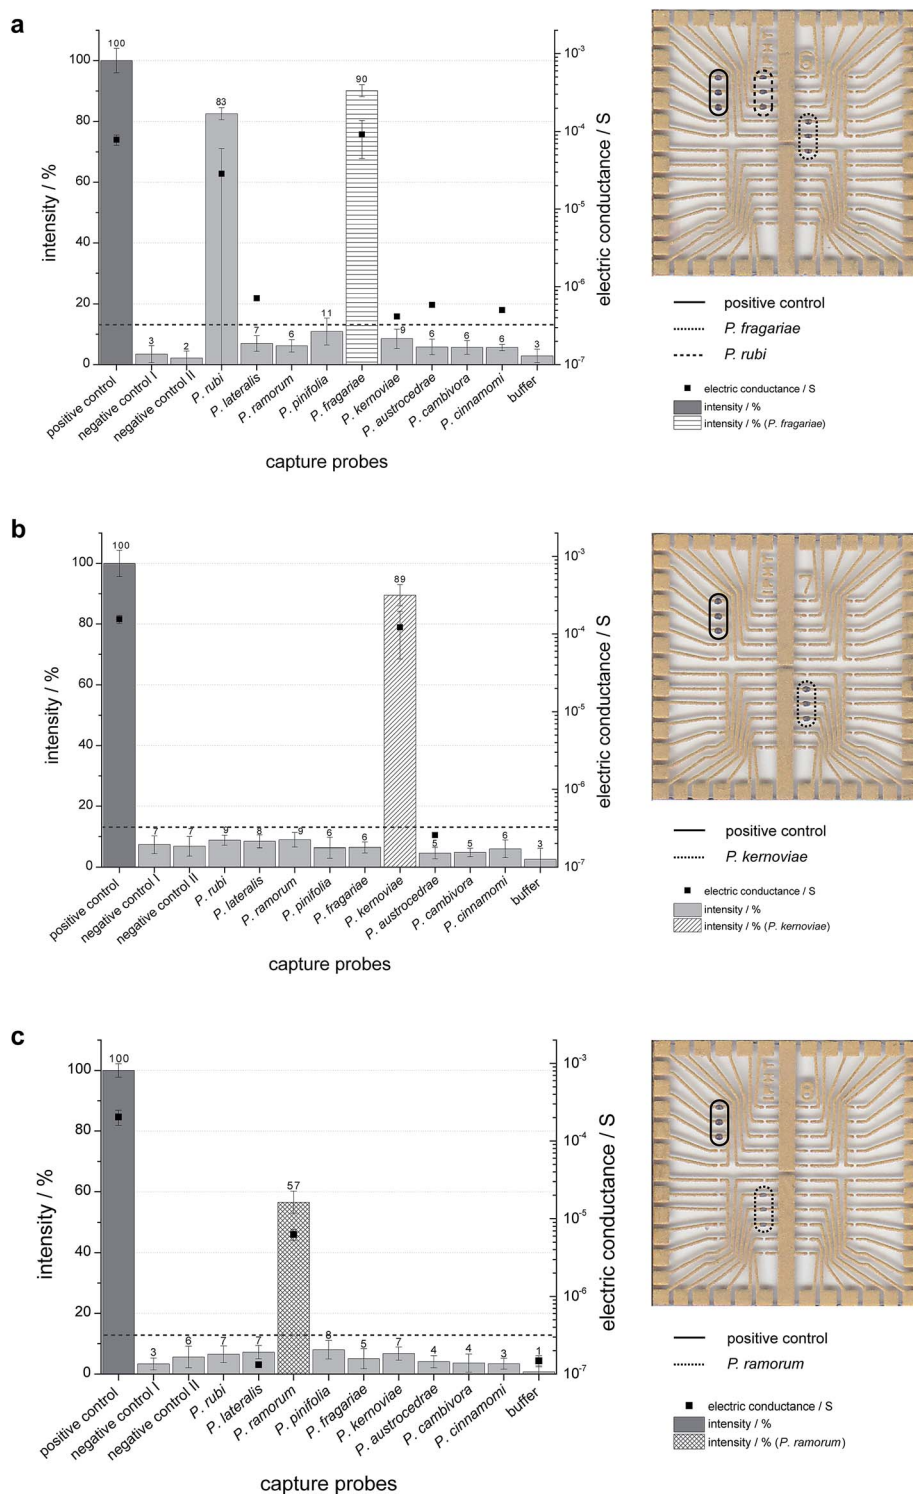 a
intensity / %
100
80
60
40
20
0
100
3
2
83
7
6
11
90
9
6
6
6
3
10⁻³
10⁻⁴
10⁻⁵
10⁻⁶
10⁻⁷
electric conductance / S
positive control
negative control I
negative control II
P. rubi
P. lateralis
P. ramorum
P. pinifolia
P. fragariae
P. kernoviae
P. austrocedrae
P. cambivora
P. cinnamomi
buffer
capture probes
6
positive control
P. fragariae
P. rubi
electric conductance / S
intensity / %
intensity / % (P. fragariae)
b
intensity / %
100
80
60
40
20
0
100
7
7
9
8
9
6
6
89
5
5
6
3
10⁻³
10⁻⁴
10⁻⁵
10⁻⁶
10⁻⁷
electric conductance / S
positive control
negative control I
negative control II
P. rubi
P. lateralis
P. ramorum
P. pinifolia
P. fragariae
P. kernoviae
P. austrocedrae
P. cambivora
P. cinnamomi
buffer
capture probes
IPHT
7
positive control
P. kernoviae
electric conductance / S
intensity / %
intensity / % (P. kernoviae)
c
intensity / %
100
80
60
40
20
0
100
3
6
7
7
57
8
5
7
4
4
3
1
10⁻³
10⁻⁴
10⁻⁵
10⁻⁶
10⁻⁷
electric conductance / S
positive control
negative control I
negative control II
P. rubi
P. lateralis
P. ramorum
P. pinifolia
P. fragariae
P. kernoviae
P. austrocedrae
P. cambivora
P. cinnamomi
buffer
capture probes
positive control
P. ramorum
electric conductance / S
intensity / %
intensity / % (P. ramorum)